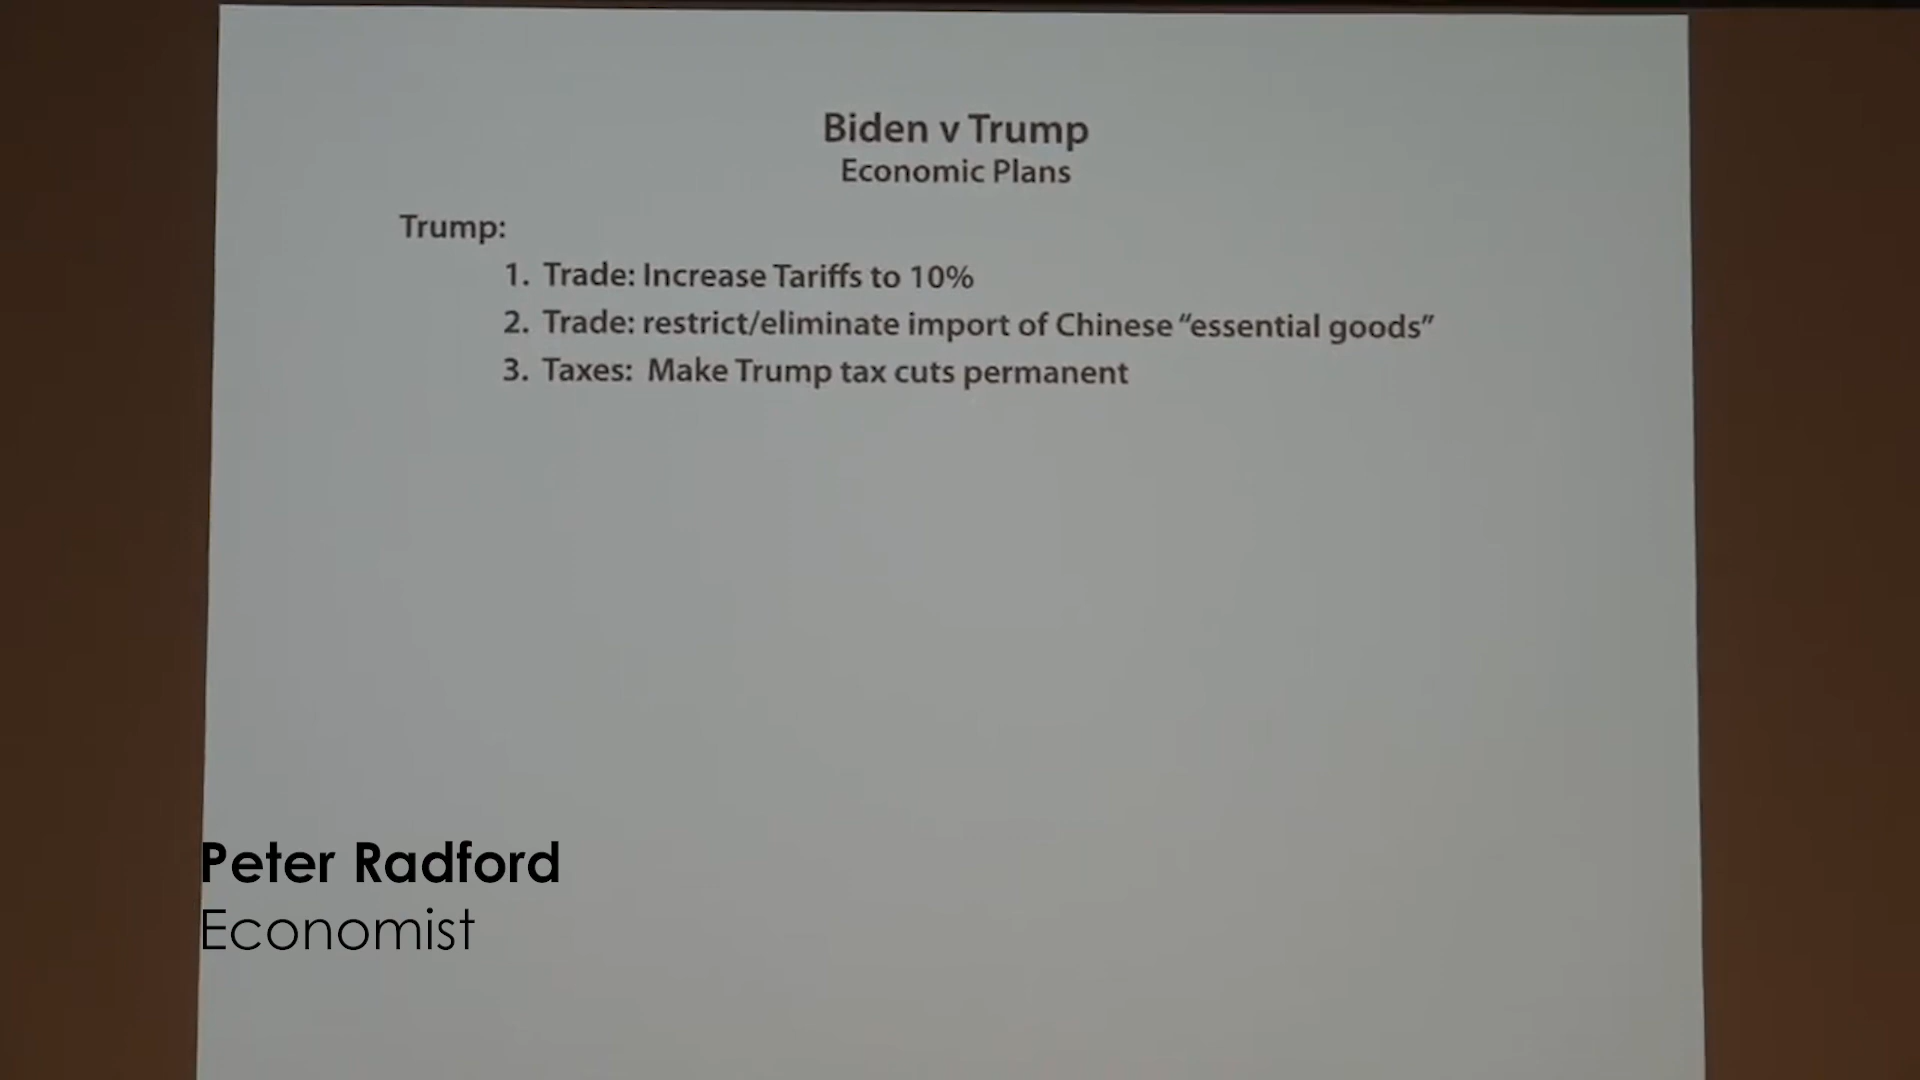 Biden v Trump
Economic Plans
Trump:
1. Trade: Increase Tariffs to 10%
2. Trade: restrict/eliminate import of Chinese “essential goods”
3. Taxes: Make Trump tax cuts permanent
Peter Radford
Economist